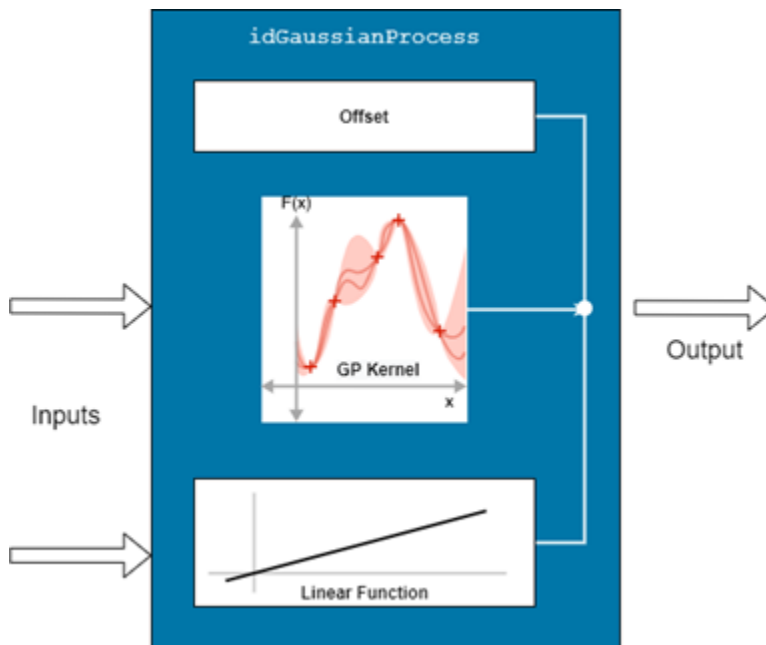 idGaussianProcess
Offset
F(x)
GP Kernel
x
Inputs
Output
Linear Function